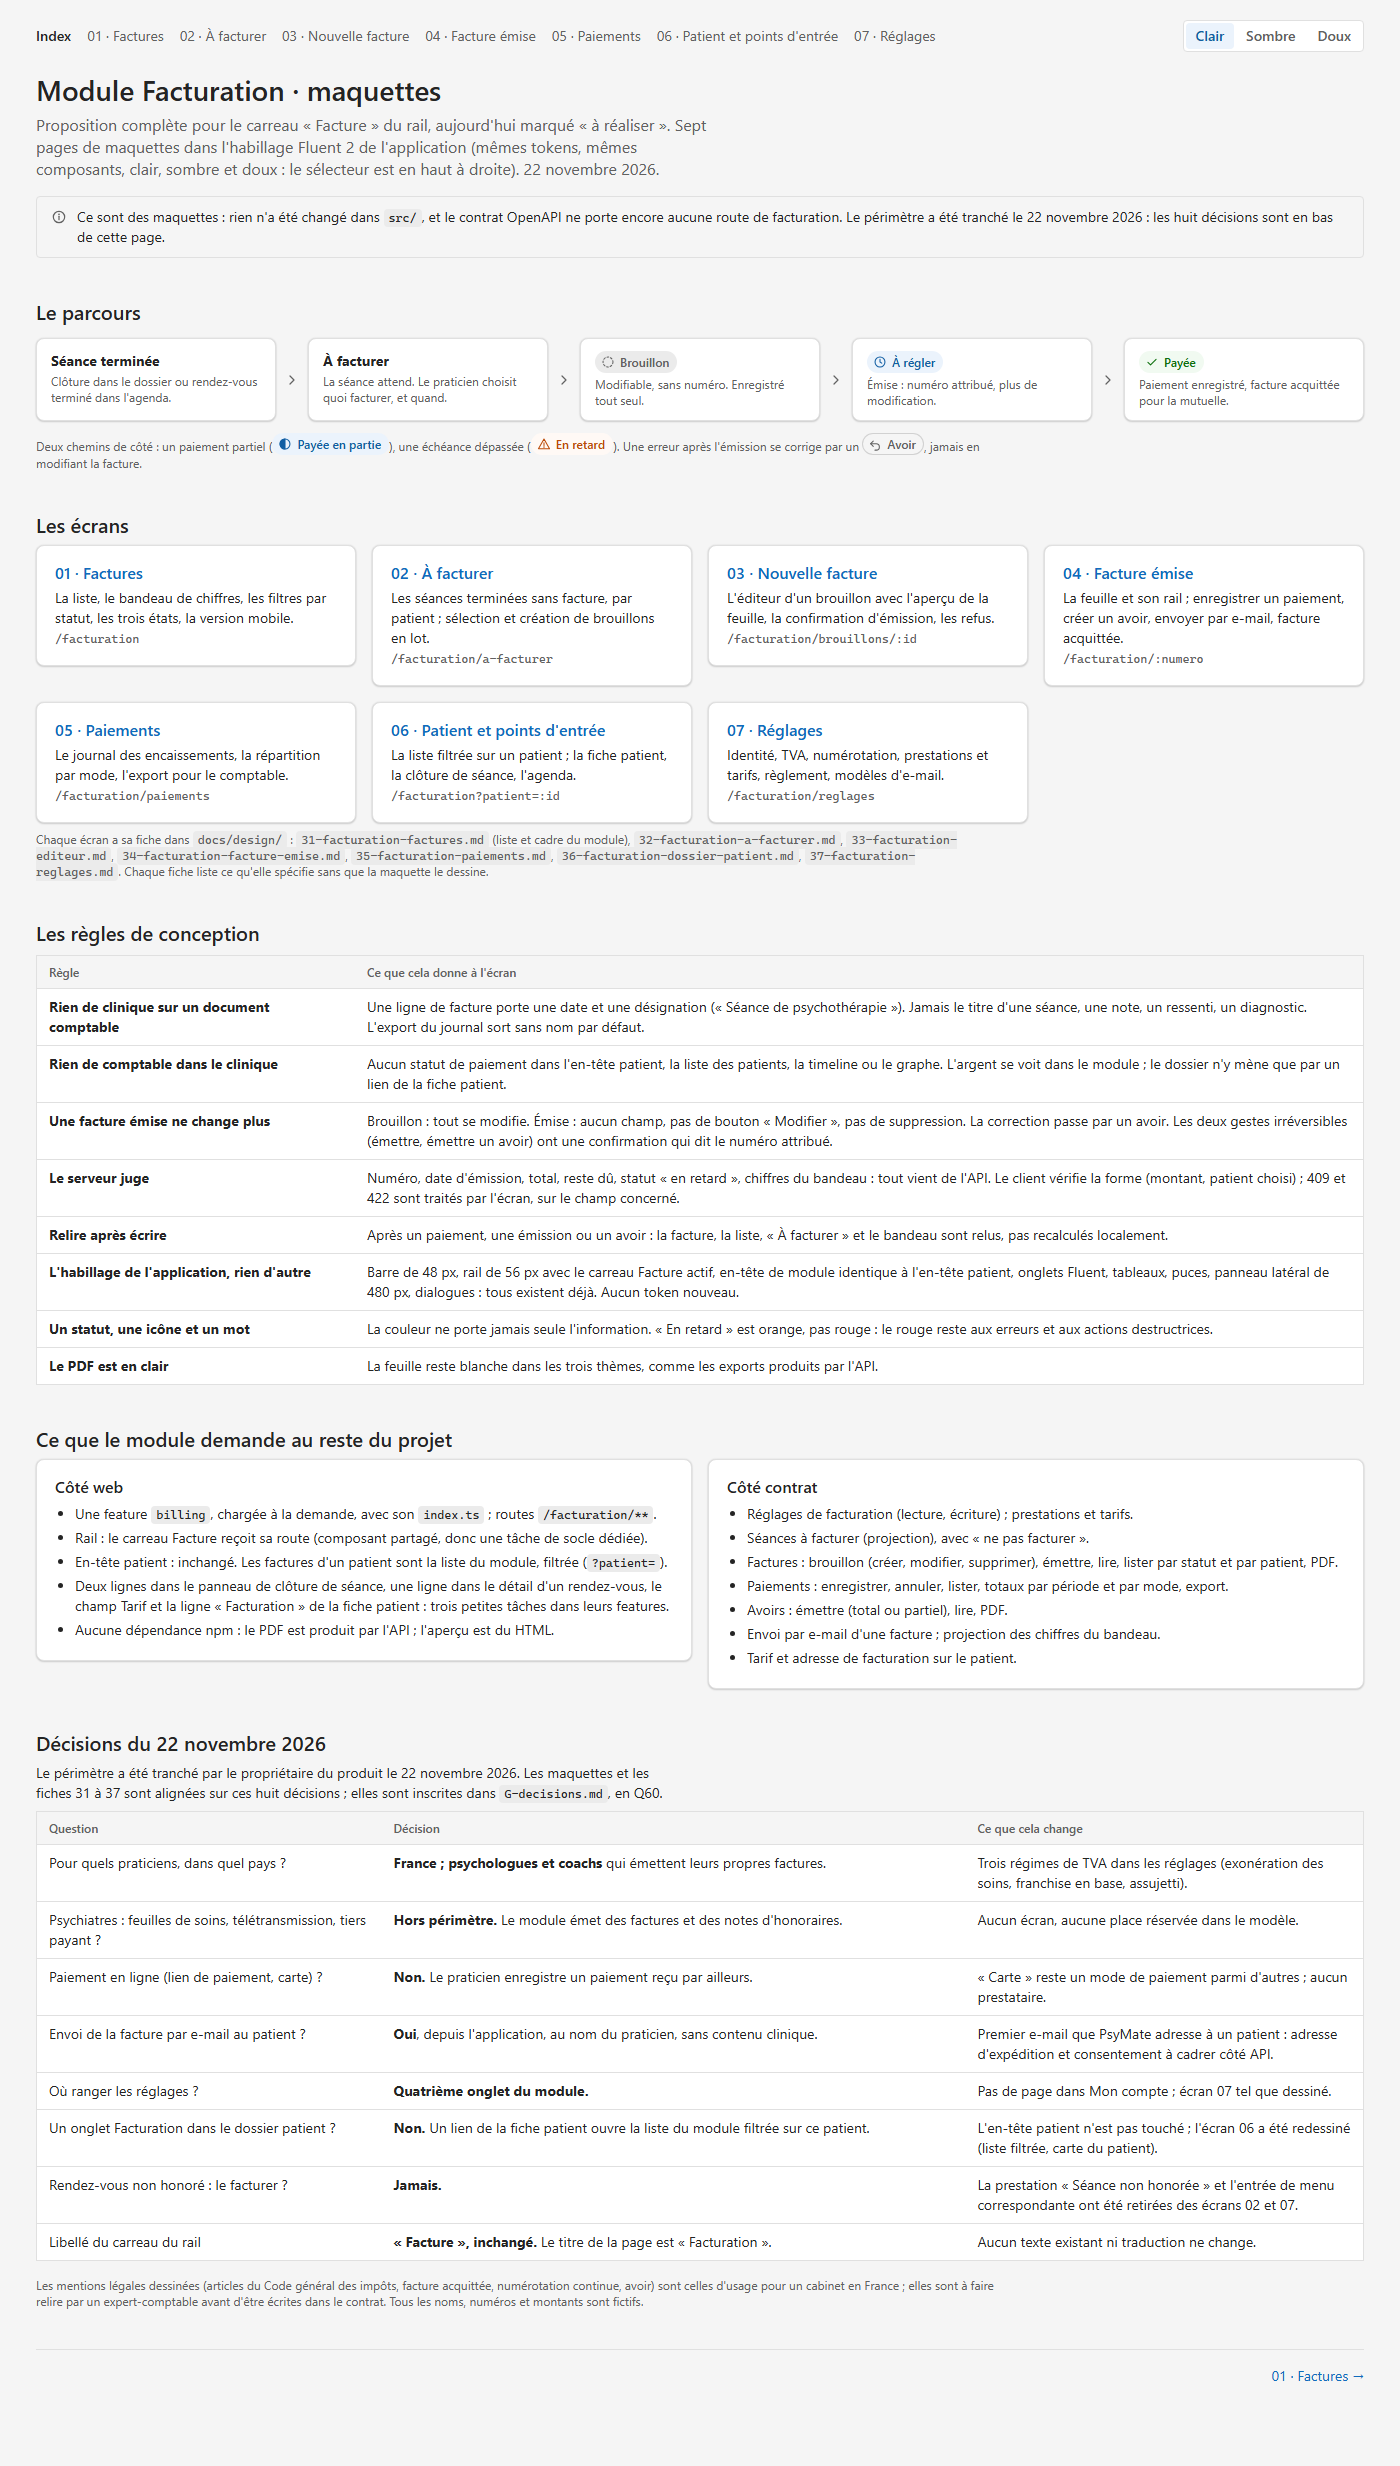 Index 01 · Factures 02 · À facturer 03 · Nouvelle facture 04 · Facture émise 05 · Paiements 06 · Patient et points d'entrée 07 · Réglages Clair Sombre Doux
Module Facturation · maquettes
Proposition complète pour le carreau « Facture » du rail, aujourd'hui marqué « à réaliser ». Sept
pages de maquettes dans l'habillage Fluent 2 de l'application (mêmes tokens, mêmes
composants, clair, sombre et doux : le sélecteur est en haut à droite). 22 novembre 2026.
Ce sont des maquettes : rien n'a été changé dans src/, et le contrat OpenAPI ne porte encore aucune route de facturation. Le périmètre a été tranché le 22 novembre 2026 : les huit décisions sont en bas
de cette page.
Le parcours
Séance terminée
Clôture dans le dossier ou rendez-vous
terminé dans l'agenda.
À facturer
La séance attend. Le praticien choisit
quoi facturer, et quand.
Brouillon
Modifiable, sans numéro. Enregistré
tout seul.
À régler
Émise : numéro attribué, plus de
modification.
Payée
Paiement enregistré, facture acquittée
pour la mutuelle.
Deux chemins de côté : un paiement partiel ( Payée en partie ), une échéance dépassée ( En retard ). Une erreur après l'émission se corrige par un Avoir, jamais en
modifiant la facture.
Les écrans
01 · Factures
La liste, le bandeau de chiffres, les filtres par
statut, les trois états, la version mobile.
/facturation
02 · À facturer
Les séances terminées sans facture, par
patient ; sélection et création de brouillons
en lot.
/facturation/a-facturer
03 · Nouvelle facture
L'éditeur d'un brouillon avec l'aperçu de la
feuille, la confirmation d'émission, les refus.
/facturation/brouillons/:id
04 · Facture émise
La feuille et son rail ; enregistrer un paiement,
créer un avoir, envoyer par e-mail, facture
acquittée.
/facturation/:numero
05 · Paiements
Le journal des encaissements, la répartition
par mode, l'export pour le comptable.
/facturation/paiements
06 · Patient et points d'entrée
La liste filtrée sur un patient ; la fiche patient,
la clôture de séance, l'agenda.
/facturation?patient=:id
07 · Réglages
Identité, TVA, numérotation, prestations et
tarifs, règlement, modèles d'e-mail.
/facturation/reglages
Chaque écran a sa fiche dans docs/design/ : 31-facturation-factures.md (liste et cadre du module), 32-facturation-a-facturer.md, 33-facturation-
editeur.md, 34-facturation-facture-emise.md, 35-facturation-paiements.md, 36-facturation-dossier-patient.md, 37-facturation-
reglages.md. Chaque fiche liste ce qu'elle spécifie sans que la maquette le dessine.
Les règles de conception
Règle Ce que cela donne à l'écran
Rien de clinique sur un document
comptable
Une ligne de facture porte une date et une désignation (« Séance de psychothérapie »). Jamais le titre d'une séance, une note, un ressenti, un diagnostic.
L'export du journal sort sans nom par défaut.
Rien de comptable dans le clinique
Aucun statut de paiement dans l'en-tête patient, la liste des patients, la timeline ou le graphe. L'argent se voit dans le module ; le dossier n'y mène que par un
lien de la fiche patient.
Une facture émise ne change plus
Brouillon : tout se modifie. Émise : aucun champ, pas de bouton « Modifier », pas de suppression. La correction passe par un avoir. Les deux gestes irréversibles
(émettre, émettre un avoir) ont une confirmation qui dit le numéro attribué.
Le serveur juge
Numéro, date d'émission, total, reste dû, statut « en retard », chiffres du bandeau : tout vient de l'API. Le client vérifie la forme (montant, patient choisi) ; 409 et
422 sont traités par l'écran, sur le champ concerné.
Relire après écrire
Après un paiement, une émission ou un avoir : la facture, la liste, « À facturer » et le bandeau sont relus, pas recalculés localement.
L'habillage de l'application, rien d'autre
Barre de 48 px, rail de 56 px avec le carreau Facture actif, en-tête de module identique à l'en-tête patient, onglets Fluent, tableaux, puces, panneau latéral de
480 px, dialogues : tous existent déjà. Aucun token nouveau.
Un statut, une icône et un mot
La couleur ne porte jamais seule l'information. « En retard » est orange, pas rouge : le rouge reste aux erreurs et aux actions destructrices.
Le PDF est en clair
La feuille reste blanche dans les trois thèmes, comme les exports produits par l'API.
Ce que le module demande au reste du projet
Côté web
• Une feature billing, chargée à la demande, avec son index.ts ; routes /facturation/**.
• Rail : le carreau Facture reçoit sa route (composant partagé, donc une tâche de socle dédiée).
• En-tête patient : inchangé. Les factures d'un patient sont la liste du module, filtrée ( ?patient= ).
• Deux lignes dans le panneau de clôture de séance, une ligne dans le détail d'un rendez-vous, le
champ Tarif et la ligne « Facturation » de la fiche patient : trois petites tâches dans leurs features.
• Aucune dépendance npm : le PDF est produit par l'API ; l'aperçu est du HTML.
Côté contrat
• Réglages de facturation (lecture, écriture) ; prestations et tarifs.
• Séances à facturer (projection), avec « ne pas facturer ».
• Factures : brouillon (créer, modifier, supprimer), émettre, lire, lister par statut et par patient, PDF.
• Paiements : enregistrer, annuler, lister, totaux par période et par mode, export.
• Avoirs : émettre (total ou partiel), lire, PDF.
• Envoi par e-mail d'une facture ; projection des chiffres du bandeau.
• Tarif et adresse de facturation sur le patient.
Décisions du 22 novembre 2026
Le périmètre a été tranché par le propriétaire du produit le 22 novembre 2026. Les maquettes et les
fiches 31 à 37 sont alignées sur ces huit décisions ; elles sont inscrites dans G-decisions.md, en Q60.
Question Décision Ce que cela change
Pour quels praticiens, dans quel pays ?
France ; psychologues et coachs qui émettent leurs propres factures.
Trois régimes de TVA dans les réglages (exonération des
soins, franchise en base, assujetti).
Psychiatres : feuilles de soins, télétransmission, tiers
payant ?
Hors périmètre. Le module émet des factures et des notes d'honoraires.
Aucun écran, aucune place réservée dans le modèle.
Paiement en ligne (lien de paiement, carte) ?
Non. Le praticien enregistre un paiement reçu par ailleurs.
« Carte » reste un mode de paiement parmi d'autres ; aucun
prestataire.
Envoi de la facture par e-mail au patient ?
Oui, depuis l'application, au nom du praticien, sans contenu clinique.
Premier e-mail que PsyMate adresse à un patient : adresse
d'expédition et consentement à cadrer côté API.
Où ranger les réglages ?
Quatrième onglet du module.
Pas de page dans Mon compte ; écran 07 tel que dessiné.
Un onglet Facturation dans le dossier patient ?
Non. Un lien de la fiche patient ouvre la liste du module filtrée sur ce patient.
L'en-tête patient n'est pas touché ; l'écran 06 a été redessiné
(liste filtrée, carte du patient).
Rendez-vous non honoré : le facturer ?
Jamais.
La prestation « Séance non honorée » et l'entrée de menu
correspondante ont été retirées des écrans 02 et 07.
Libellé du carreau du rail
« Facture », inchangé. Le titre de la page est « Facturation ».
Aucun texte existant ni traduction ne change.
Les mentions légales dessinées (articles du Code général des impôts, facture acquittée, numérotation continue, avoir) sont celles d'usage pour un cabinet en France ; elles sont à faire
relire par un expert-comptable avant d'être écrites dans le contrat. Tous les noms, numéros et montants sont fictifs.
01 · Factures →